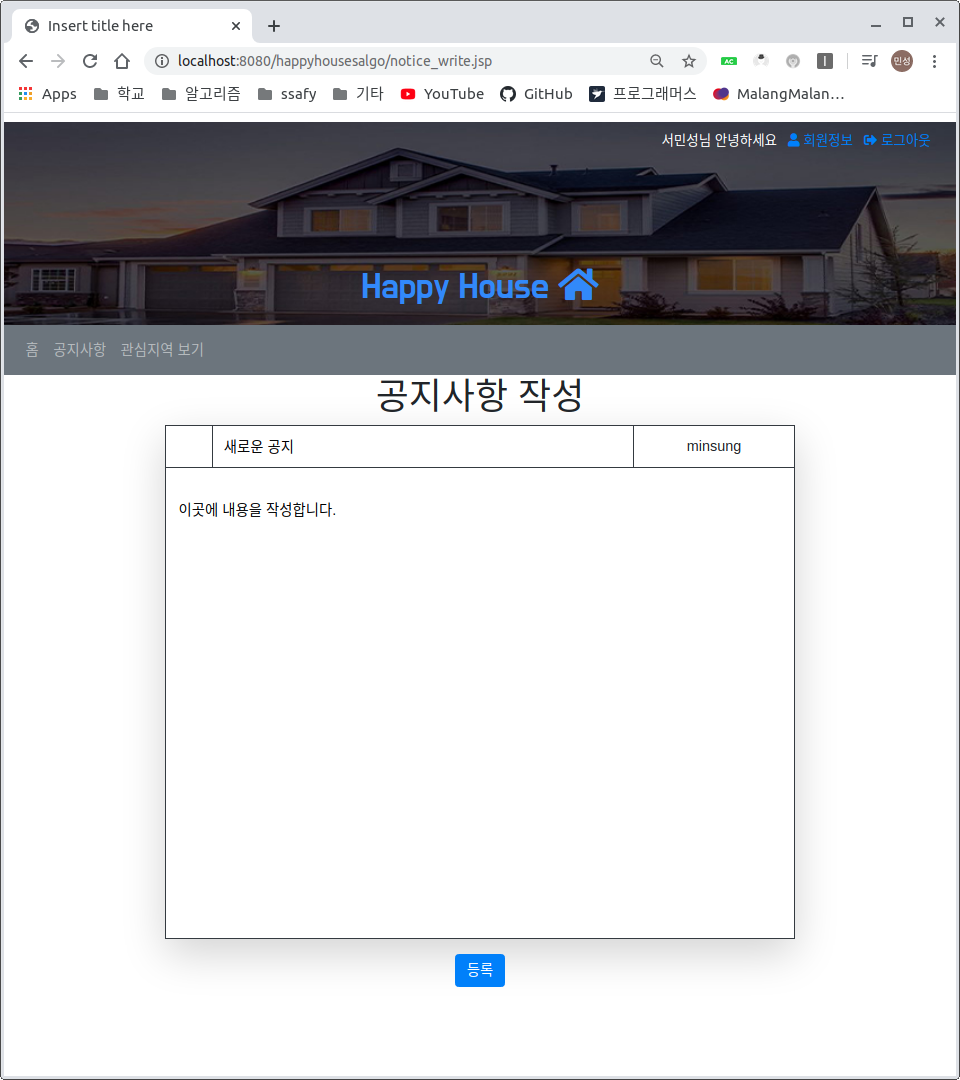 Insert title here
localhost:8080/happyhousesalgo/notice_write.jsp
AC
민성
Apps 학교 알고리즘 ssafy 기타 YouTube GitHub 프로그래머스 MalangMalan…
서민성님 안녕하세요 회원정보 로그아웃
Happy House
홈 공지사항 관심지역 보기
공지사항 작성
새로운 공지 minsung
이곳에 내용을 작성합니다.
등록